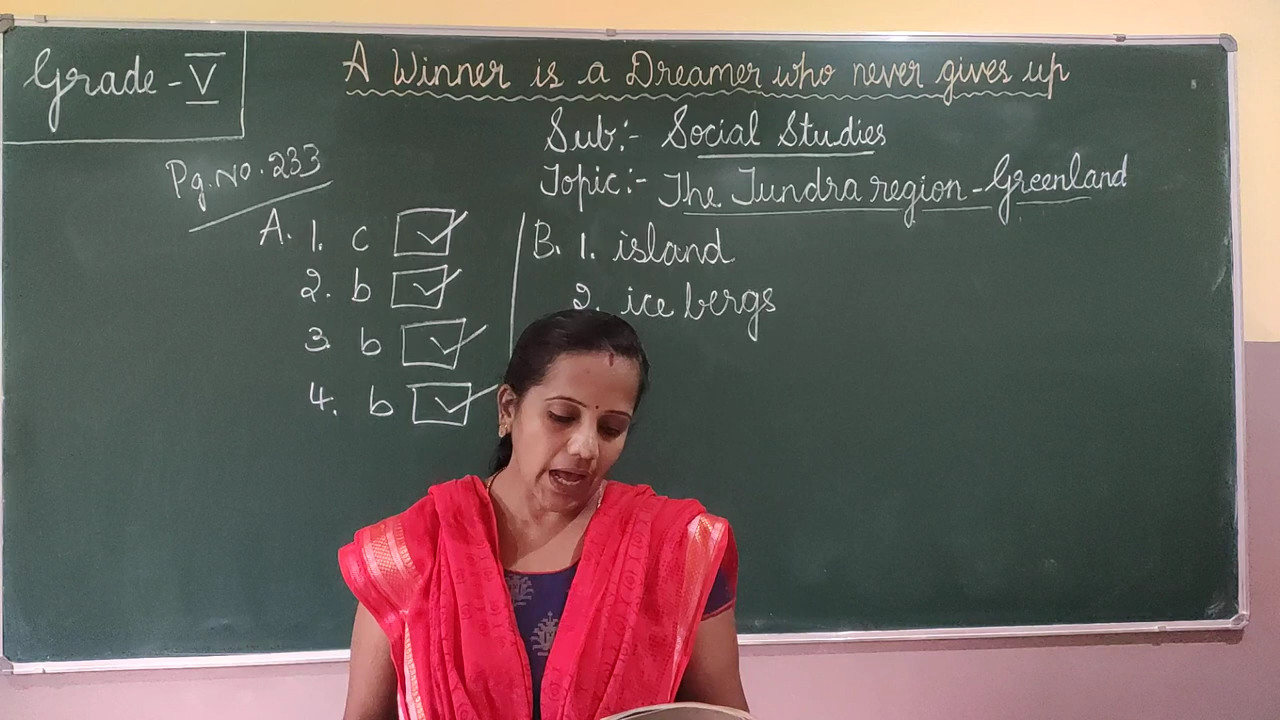 Grade - V
A Winner is a Dreamer who never gives up
Sub:- Social Studies
Topic:- The Tundra region - Greenland
Pg.No.233
A. 1. c
2. b
3. b
4. b
B. 1. island
2. ice bergs